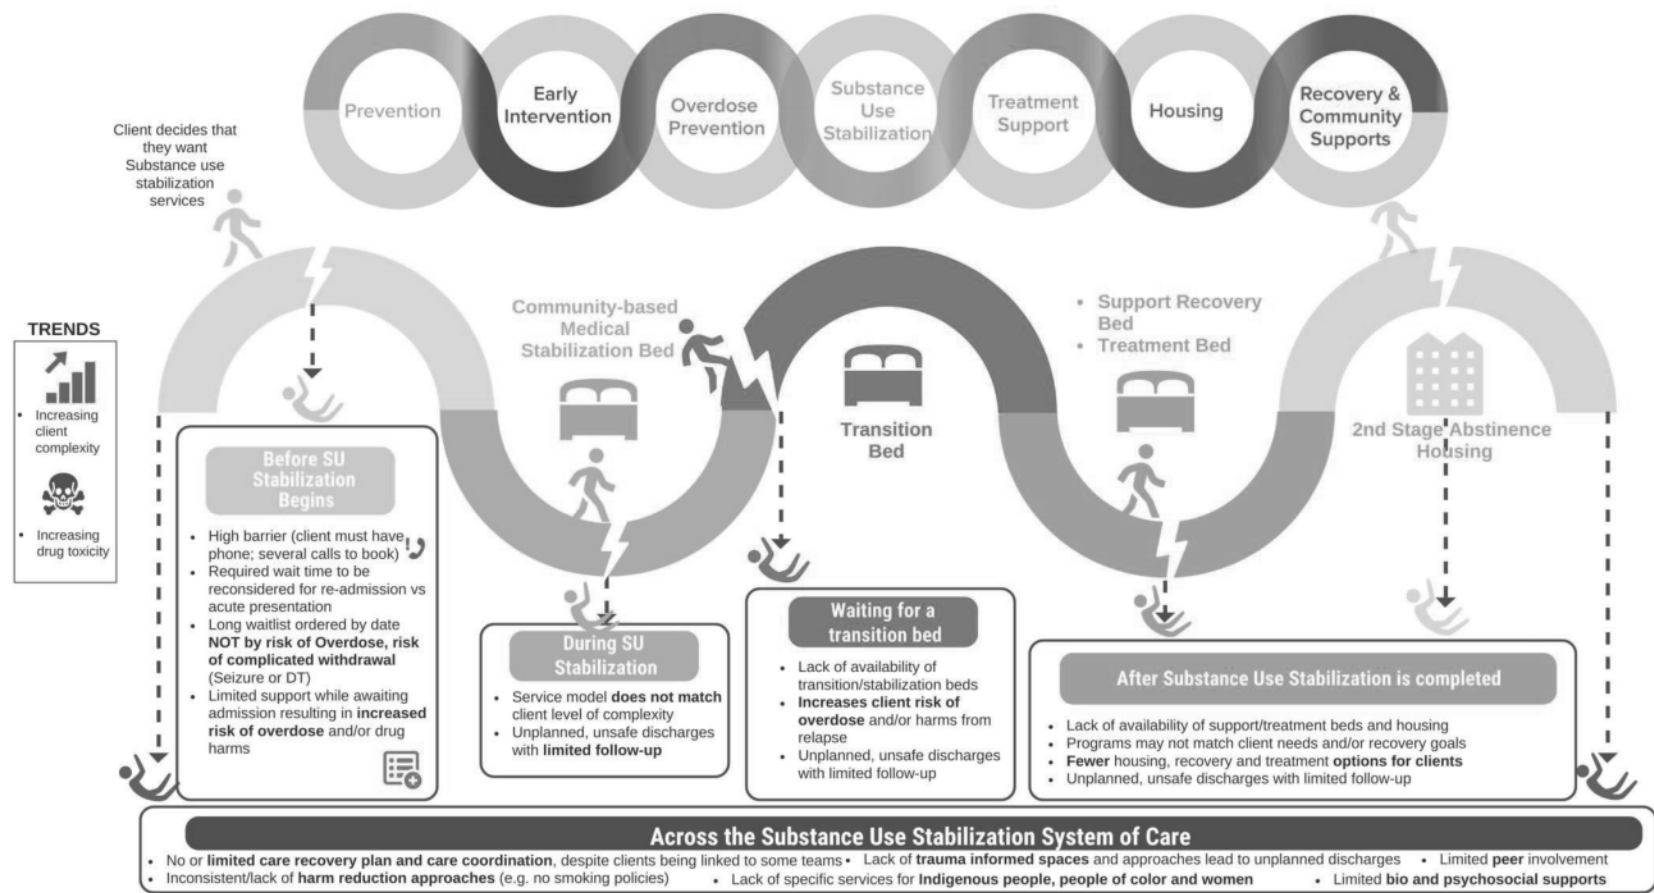 Prevention
Early
Intervention
Overdose
Prevention
Substance
Use
Stabilization
Treatment
Support
Housing
Recovery &
Community
Supports
Client decides that
they want
Substance use
stabilization
services
TRENDS
• Increasing
client
complexity
• Increasing
drug toxicity
Community-based
Medical
Stabilization Bed
Transition
Bed
• Support Recovery
Bed
• Treatment Bed
2nd Stage Abstinence
Housing
Before SU
Stabilization
Begins
• High barrier (client must have
phone; several calls to book)
• Required wait time to be
reconsidered for re-admission vs
acute presentation
• Long waitlist ordered by date
NOT by risk of Overdose, risk
of complicated withdrawal
(Seizure or DT)
• Limited support while awaiting
admission resulting in increased
risk of overdose and/or drug
harms
During SU
Stabilization
• Service model does not match
client level of complexity
• Unplanned, unsafe discharges
with limited follow-up
Waiting for a
transition bed
• Lack of availability of
transition/stabilization beds
• Increases client risk of
overdose and/or harms from
relapse
• Unplanned, unsafe discharges
with limited follow-up
After Substance Use Stabilization is completed
• Lack of availability of support/treatment beds and housing
• Programs may not match client needs and/or recovery goals
• Fewer housing, recovery and treatment options for clients
• Unplanned, unsafe discharges with limited follow-up
Across the Substance Use Stabilization System of Care
• No or limited care recovery plan and care coordination, despite clients being linked to some teams • Lack of trauma informed spaces and approaches lead to unplanned discharges • Limited peer involvement
• Inconsistent/lack of harm reduction approaches (e.g. no smoking policies) • Lack of specific services for Indigenous people, people of color and women • Limited bio and psychosocial supports